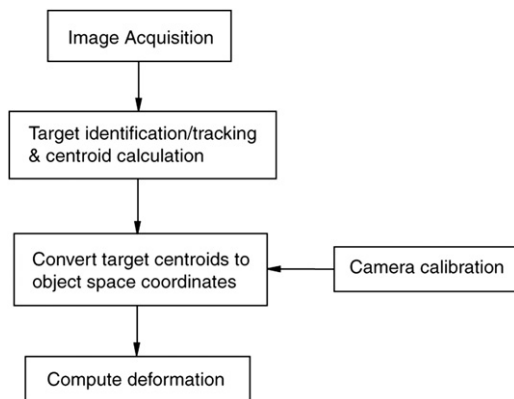 Image Acquisition
Target identification/tracking
& centroid calculation
Convert target centroids to
object space coordinates
Camera calibration
Compute deformation